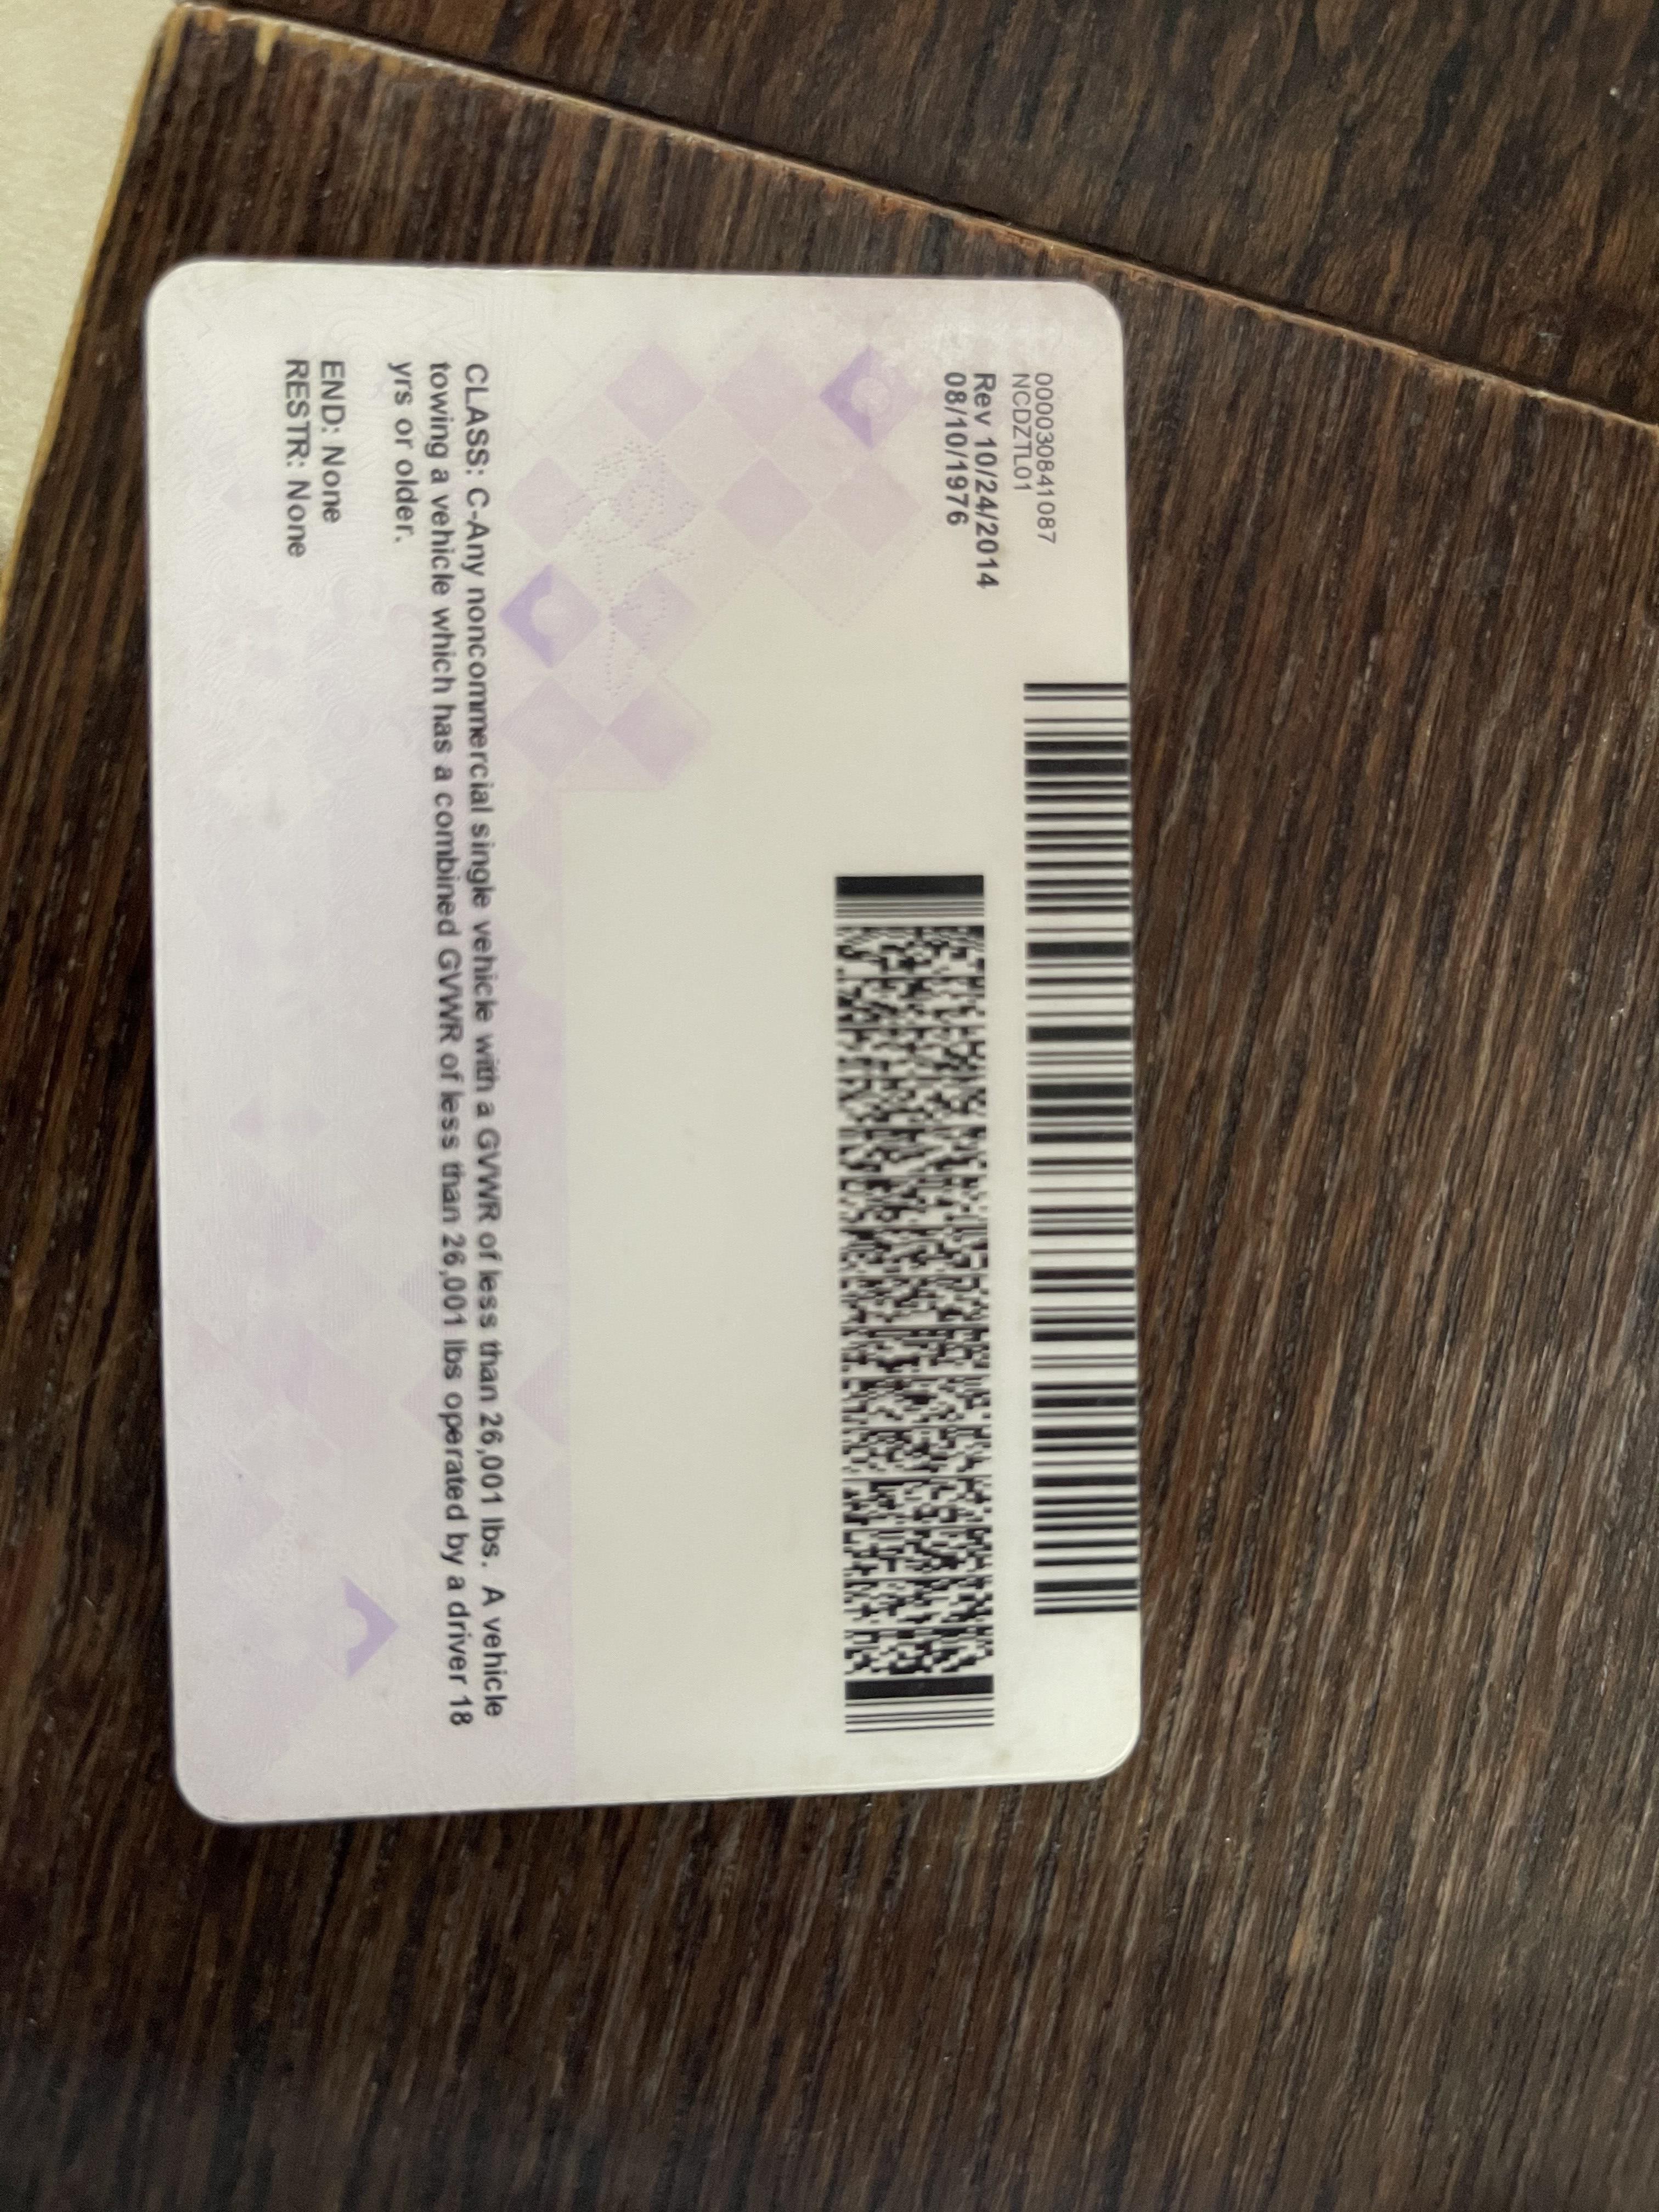 000030841087
NCDZTL01
Rev 10/24/2014
08/10/1976
CLASS: C-Any noncommercial single vehicle with a GVWR of less than 26,001 lbs. A vehicle
towing a vehicle which has a combined GVWR of less than 26,001 lbs operated by a driver 18
yrs or older.
END: None
RESTR: None